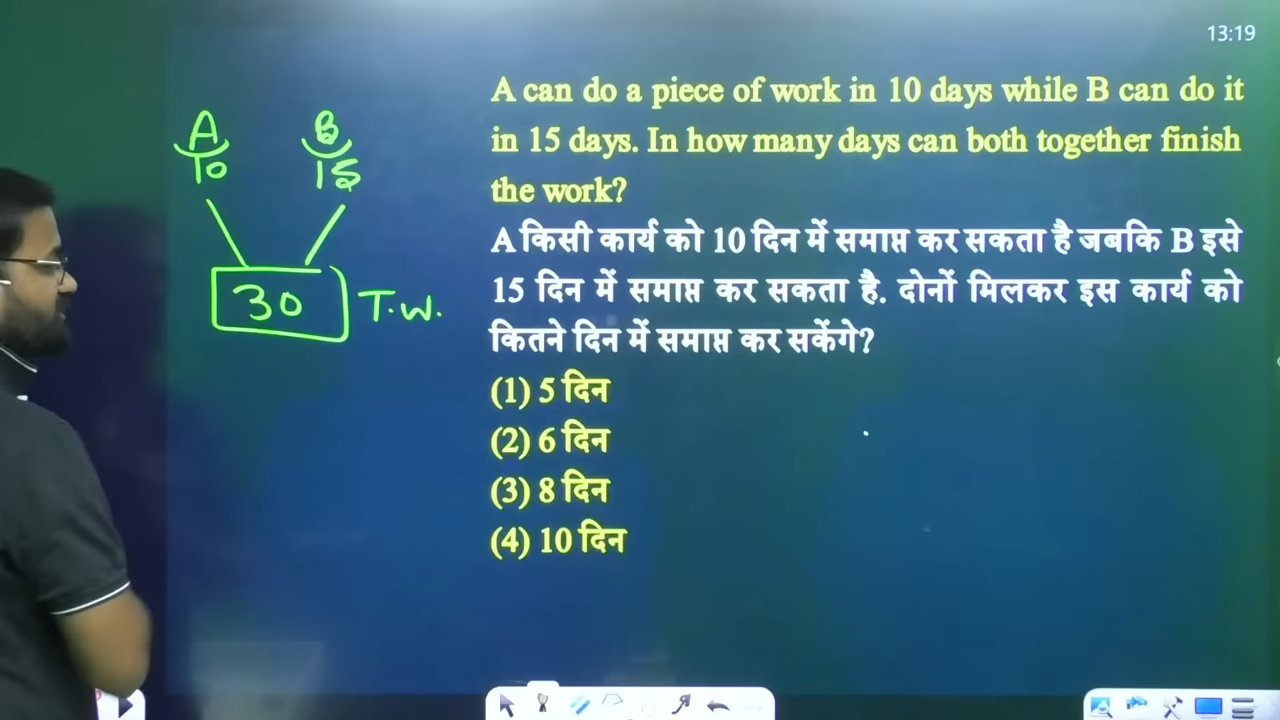 13:19
A can do a piece of work in 10 days while B can do it
in 15 days. In how many days can both together finish
the work?
A किसी कार्य को 10 दिन में समाप्त कर सकता है जबकि B इसे
15 दिन में समाप्त कर सकता है. दोनों मिलकर इस कार्य को
कितने दिन में समाप्त कर सकेंगे?
(1) 5 दिन
(2) 6 दिन
(3) 8 दिन
(4) 10 दिन
A B
10 15
30 T.W.